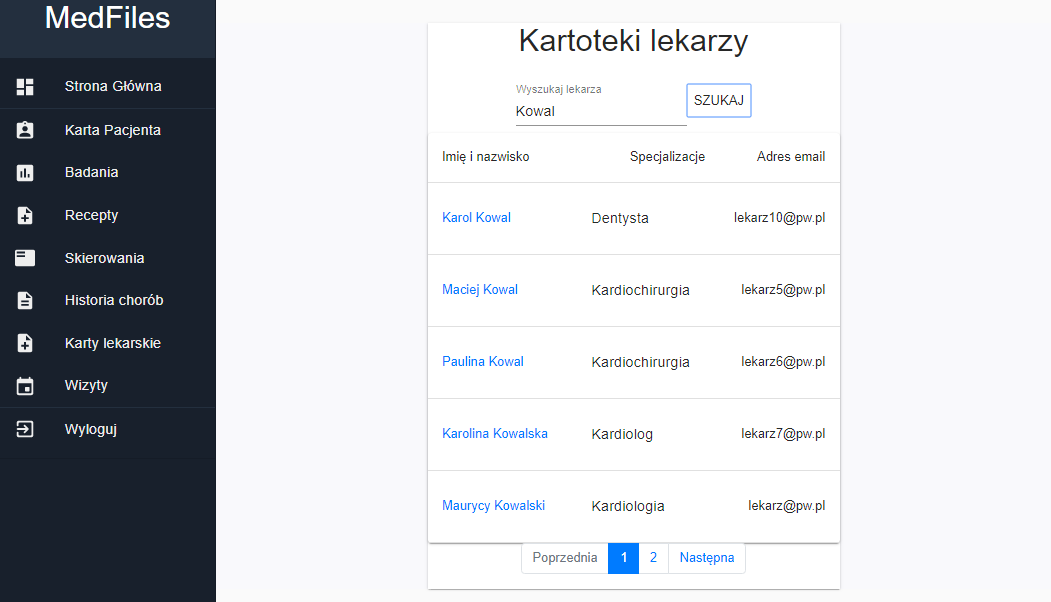 MedFiles
Strona Główna
Karta Pacjenta
Badania
Recepty
Skierowania
Historia chorób
Karty lekarskie
Wizyty
Wyloguj
Kartoteki lekarzy
Wyszukaj lekarza
Kowal SZUKAJ
Imię i nazwisko Specjalizacje Adres email
Karol Kowal Dentysta lekarz10@pw.pl
Maciej Kowal Kardiochirurgia lekarz5@pw.pl
Paulina Kowal Kardiochirurgia lekarz6@pw.pl
Karolina Kowalska Kardiolog lekarz7@pw.pl
Maurycy Kowalski Kardiologia lekarz@pw.pl
Poprzednia 1 2 Następna